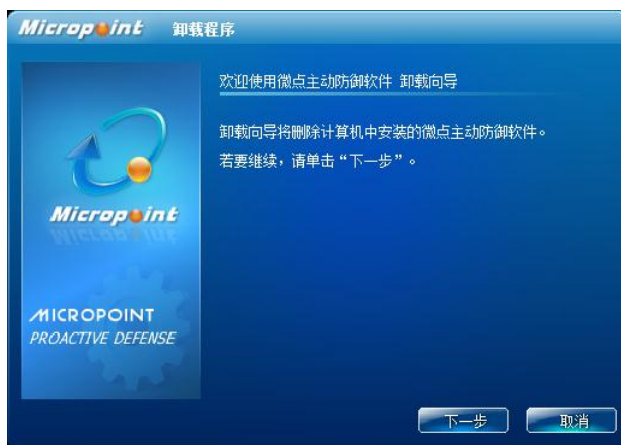 Micropoint 卸载程序
欢迎使用微点主动防御软件 卸载向导
卸载向导将删除计算机中安装的微点主动防御软件。
若要继续，请单击“下一步”。
Micropoint
MICROPOINT
PROACTIVE DEFENSE
下一步 取消